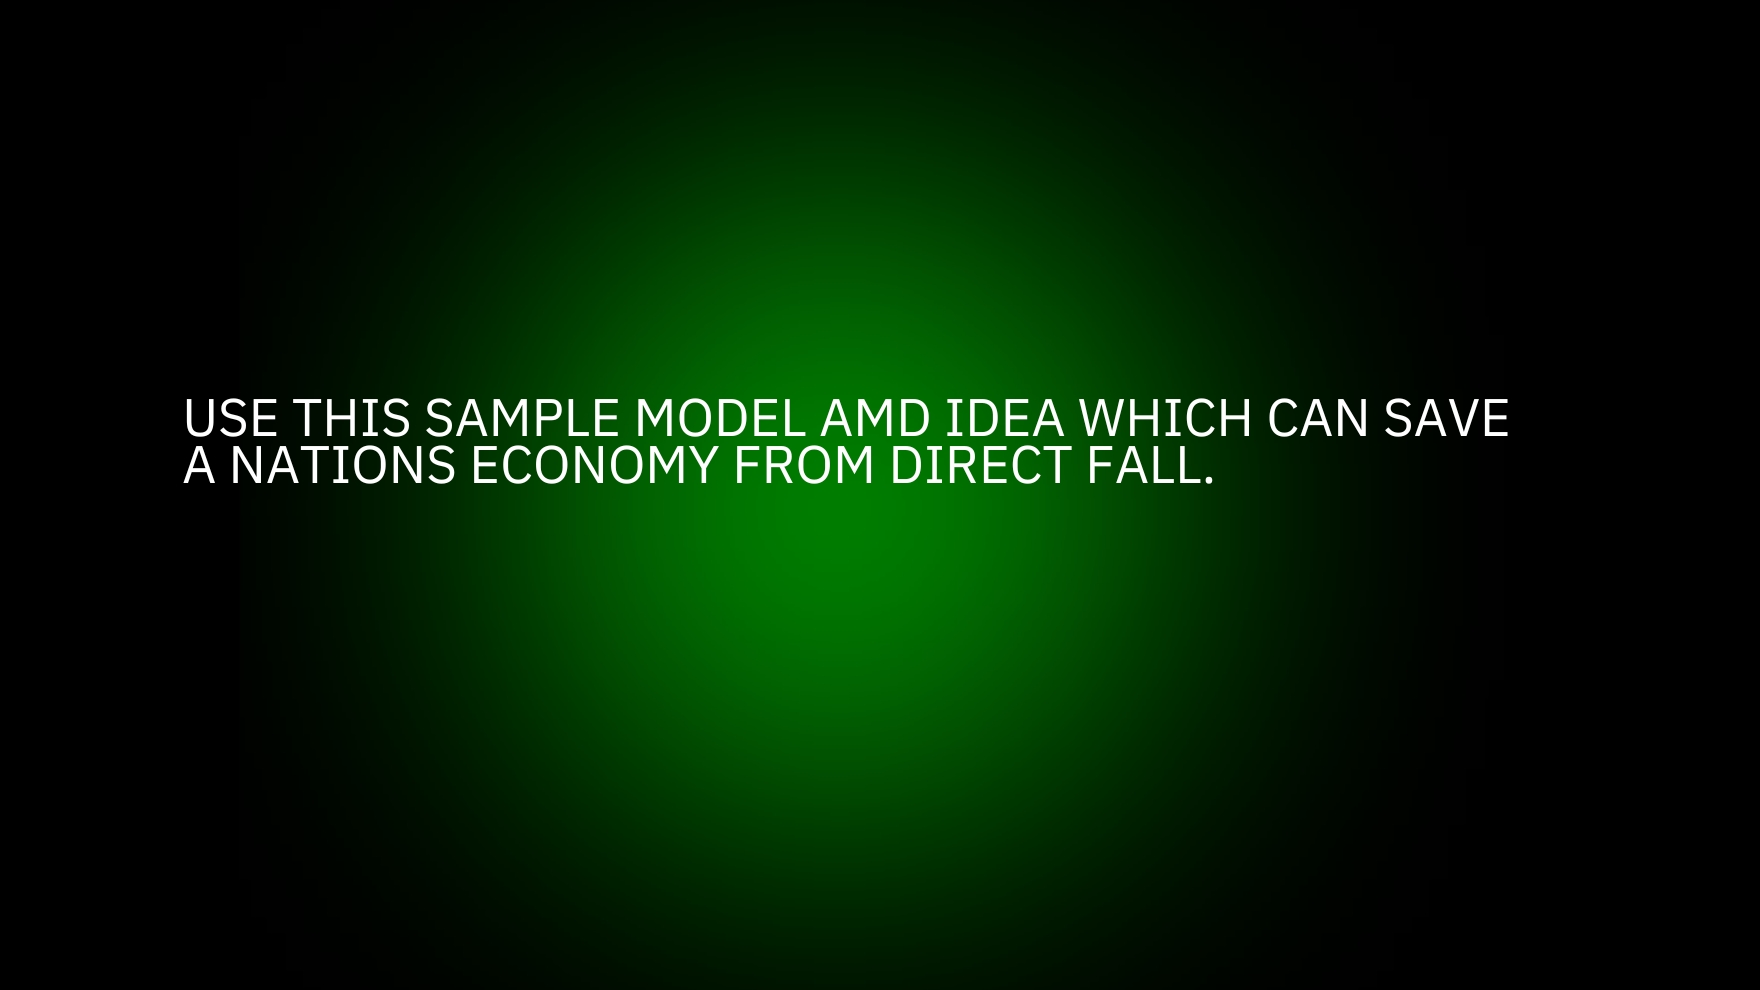 USE THIS SAMPLE MODEL AMD IDEA WHICH CAN SAVE
A NATIONS ECONOMY FROM DIRECT FALL.